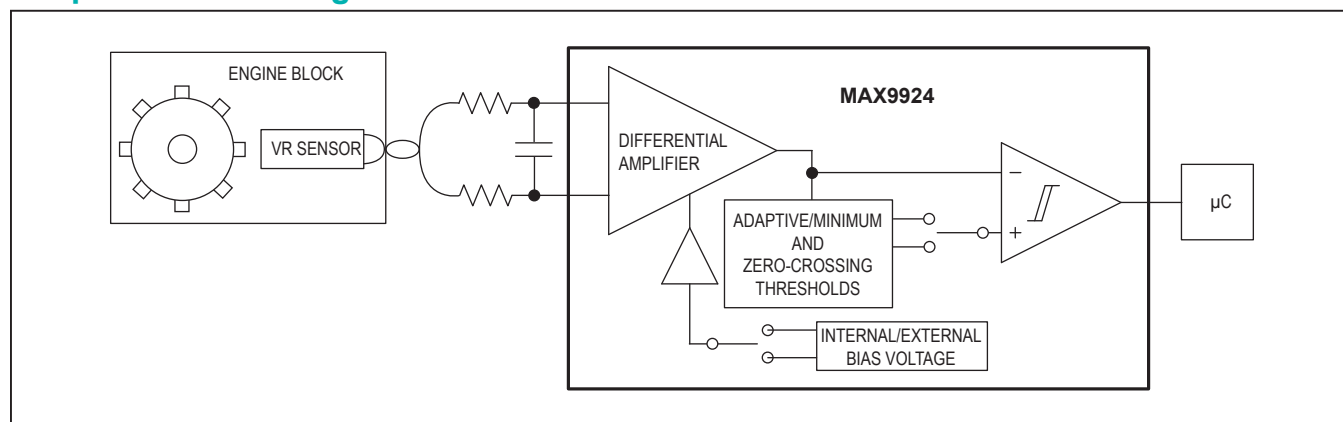 ENGINE BLOCK
VR SENSOR
MAX9924
DIFFERENTIAL
AMPLIFIER
ADAPTIVE/MINIMUM
AND
ZERO-CROSSING
THRESHOLDS
−
+
INTERNAL/EXTERNAL
BIAS VOLTAGE
µC